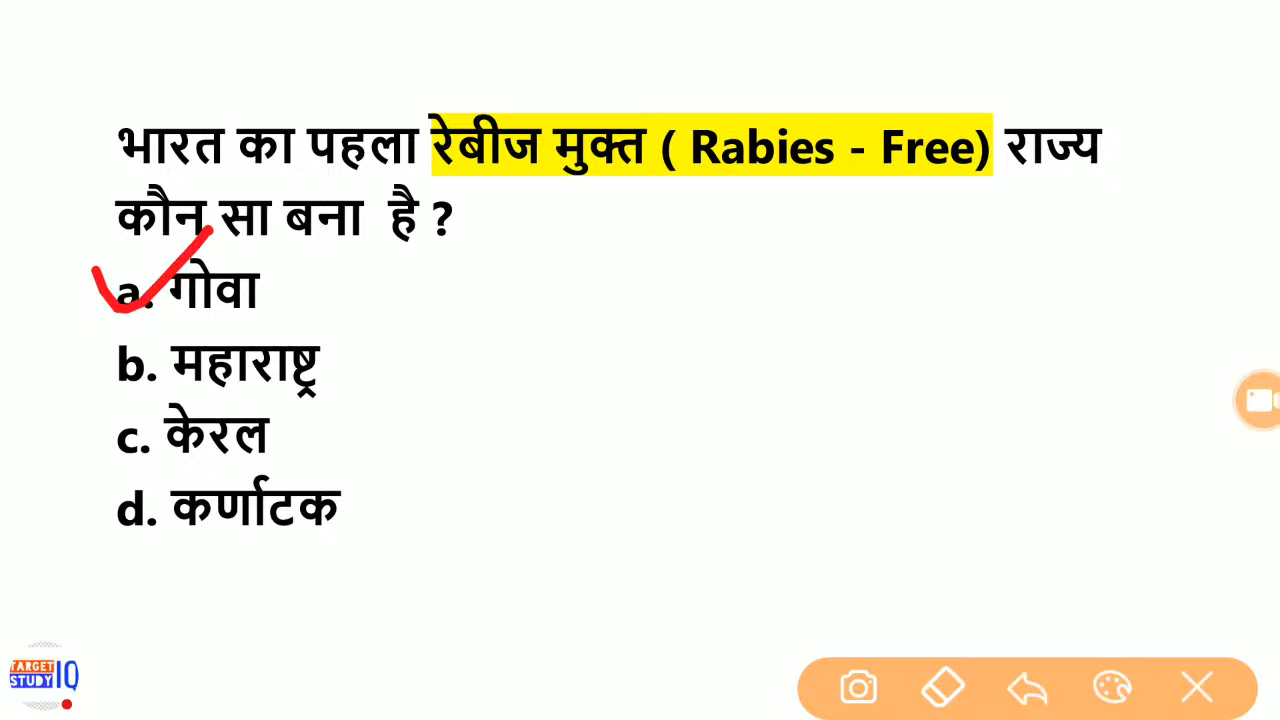 भारत का पहला रेबीज मुक्त ( Rabies - Free) राज्य
कौन सा बना है ?
a. गोवा
b. महाराष्ट्र
c. केरल
d. कर्णाटक
TARGET
STUDY IQ